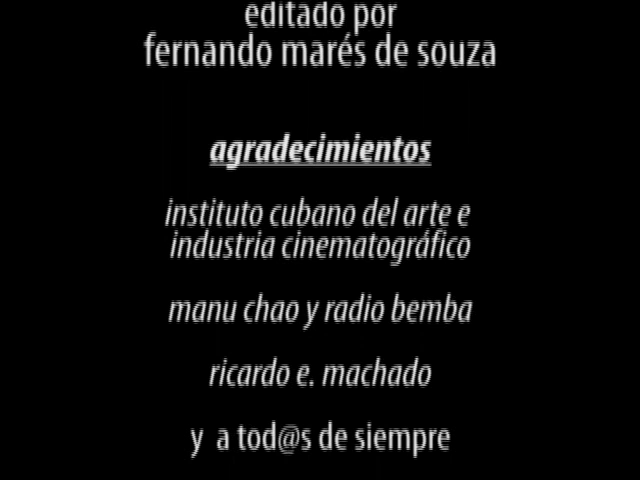 editado por
fernando marés de souza
agradecimientos
instituto cubano del arte e
industria cinematográfico
manu chao y radio bemba
ricardo e. machado
y a tod@s de siempre